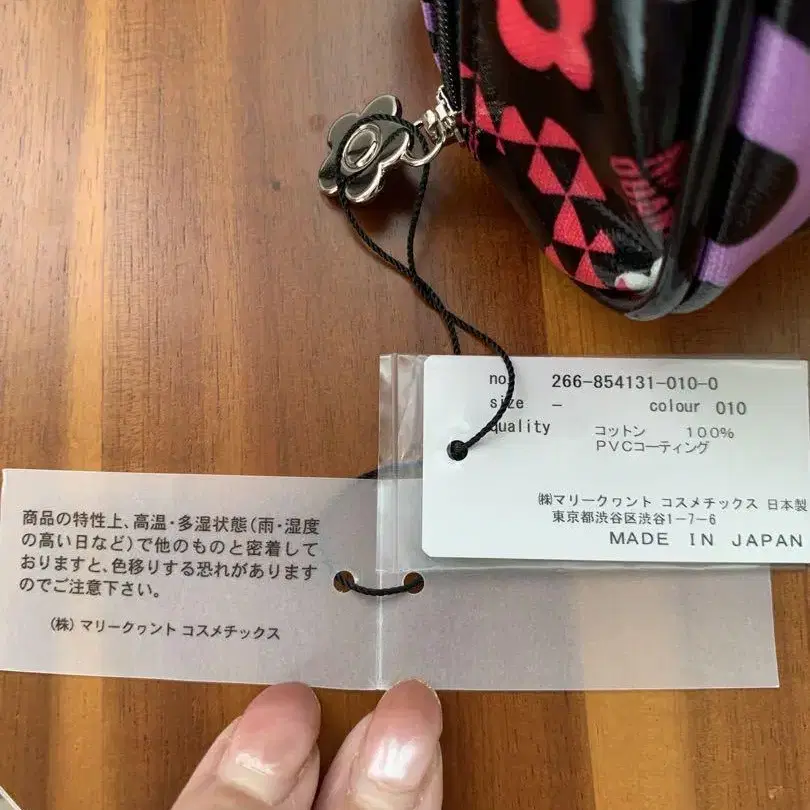 no. 266-854131-010-0
size – colour 010
quality コットン 100%
PVCコーティング
㈱マリークヮント コスメチックス 日本製
東京都渋谷区渋谷1-7-6
MADE IN JAPAN
商品の特性上、高温・多湿状態(雨・湿度
の高い日など)で他のものと密着して
おりますと、色移りする恐れがあります
のでご注意下さい。
(株) マリークヮント コスメチックス